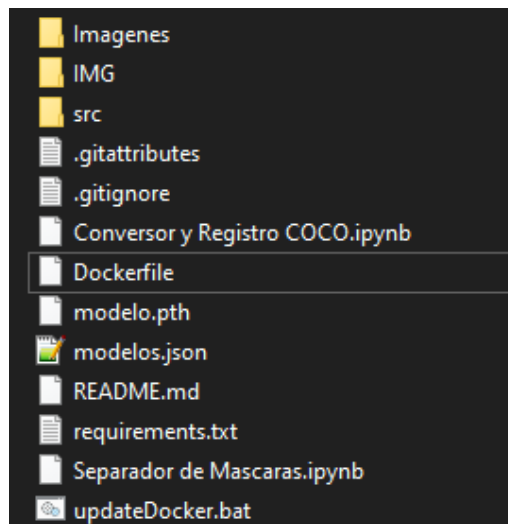 Imagenes
IMG
src
.gitattributes
.gitignore
Conversor y Registro COCO.ipynb
Dockerfile
modelo.pth
modelos.json
README.md
requirements.txt
Separador de Mascaras.ipynb
updateDocker.bat